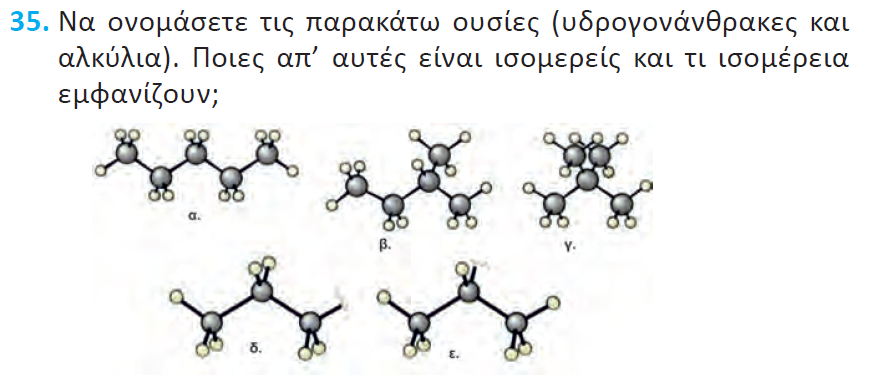 35. Να ονομάσετε τις παρακάτω ουσίες (υδρογονάνθρακες και
αλκύλια). Ποιες απ’ αυτές είναι ισομερείς και τι ισομέρεια
εμφανίζουν;
α.
β.
γ.
δ.
ε.